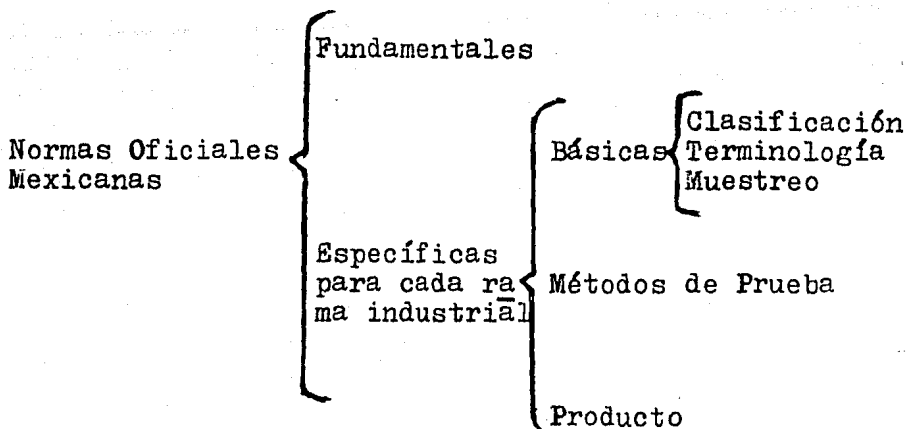 Fundamentales
Normas Oficiales
Mexicanas
Específicas
para cada ra
ma industrial
Básicas
Clasificación
Terminología
Muestreo
Métodos de Prueba
Producto